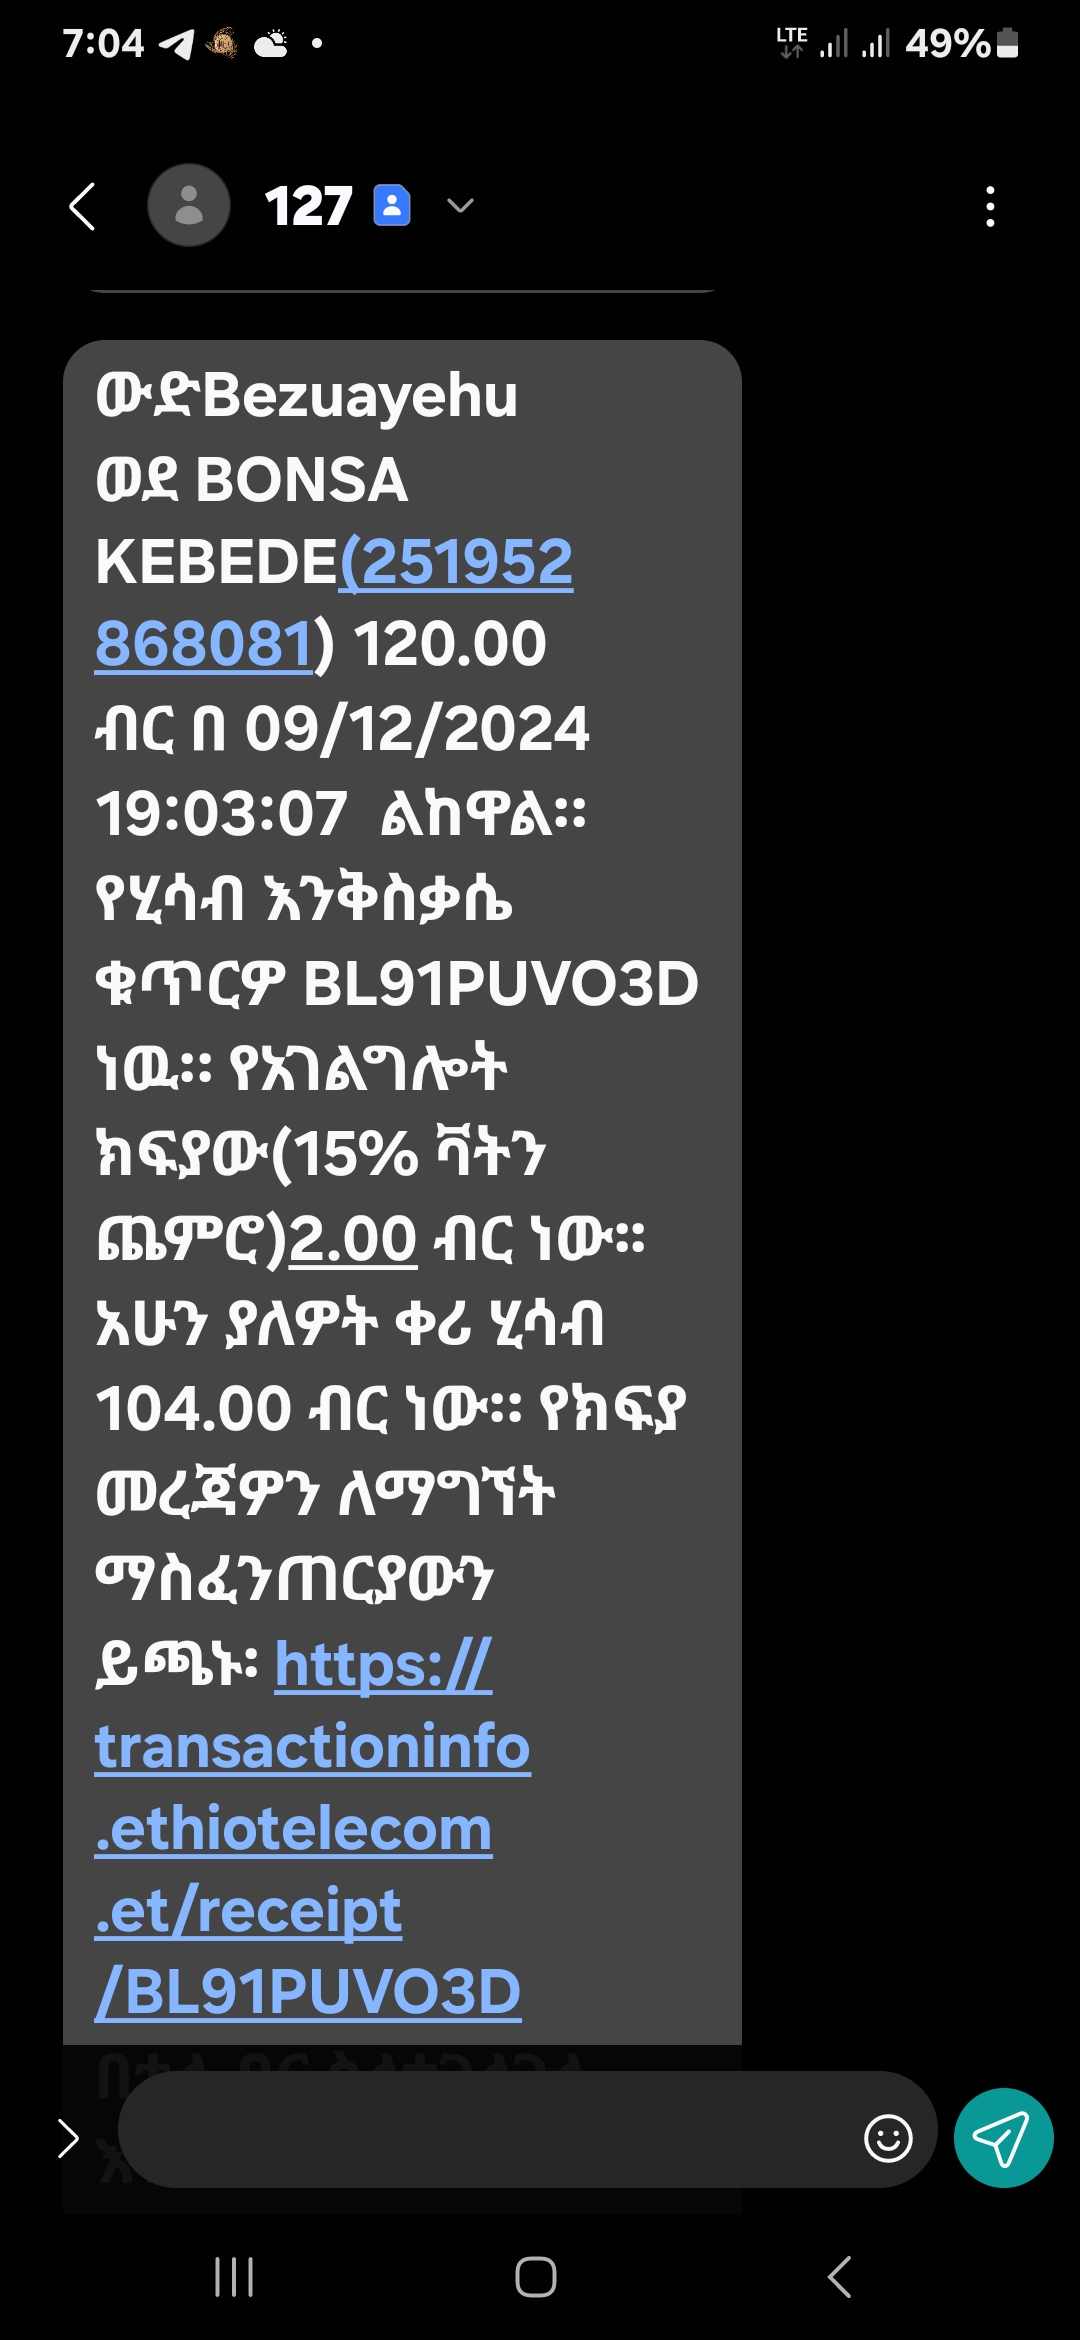 7:04
LTE
49%
127
ውድBezuayehu
ወደ BONSA
KEBEDE(251952
868081) 120.00
ብር በ 09/12/2024
19:03:07 ልከዋል።
የሂሳብ እንቅስቃሴ
ቁጥርዎ BL91PUVO3D
ነዉ። የአገልግሎት
ክፍያው(15% ቫትን
ጨምሮ)2.00 ብር ነው።
አሁን ያለዎት ቀሪ ሂሳብ
104.00 ብር ነው። የክፍያ
መረጃዎን ለማግኘት
ማስፈንጠርያውን
ይጫኑ፡ https://
transactioninfo
.ethiotelecom
.et/receipt
/BL91PUVO3D